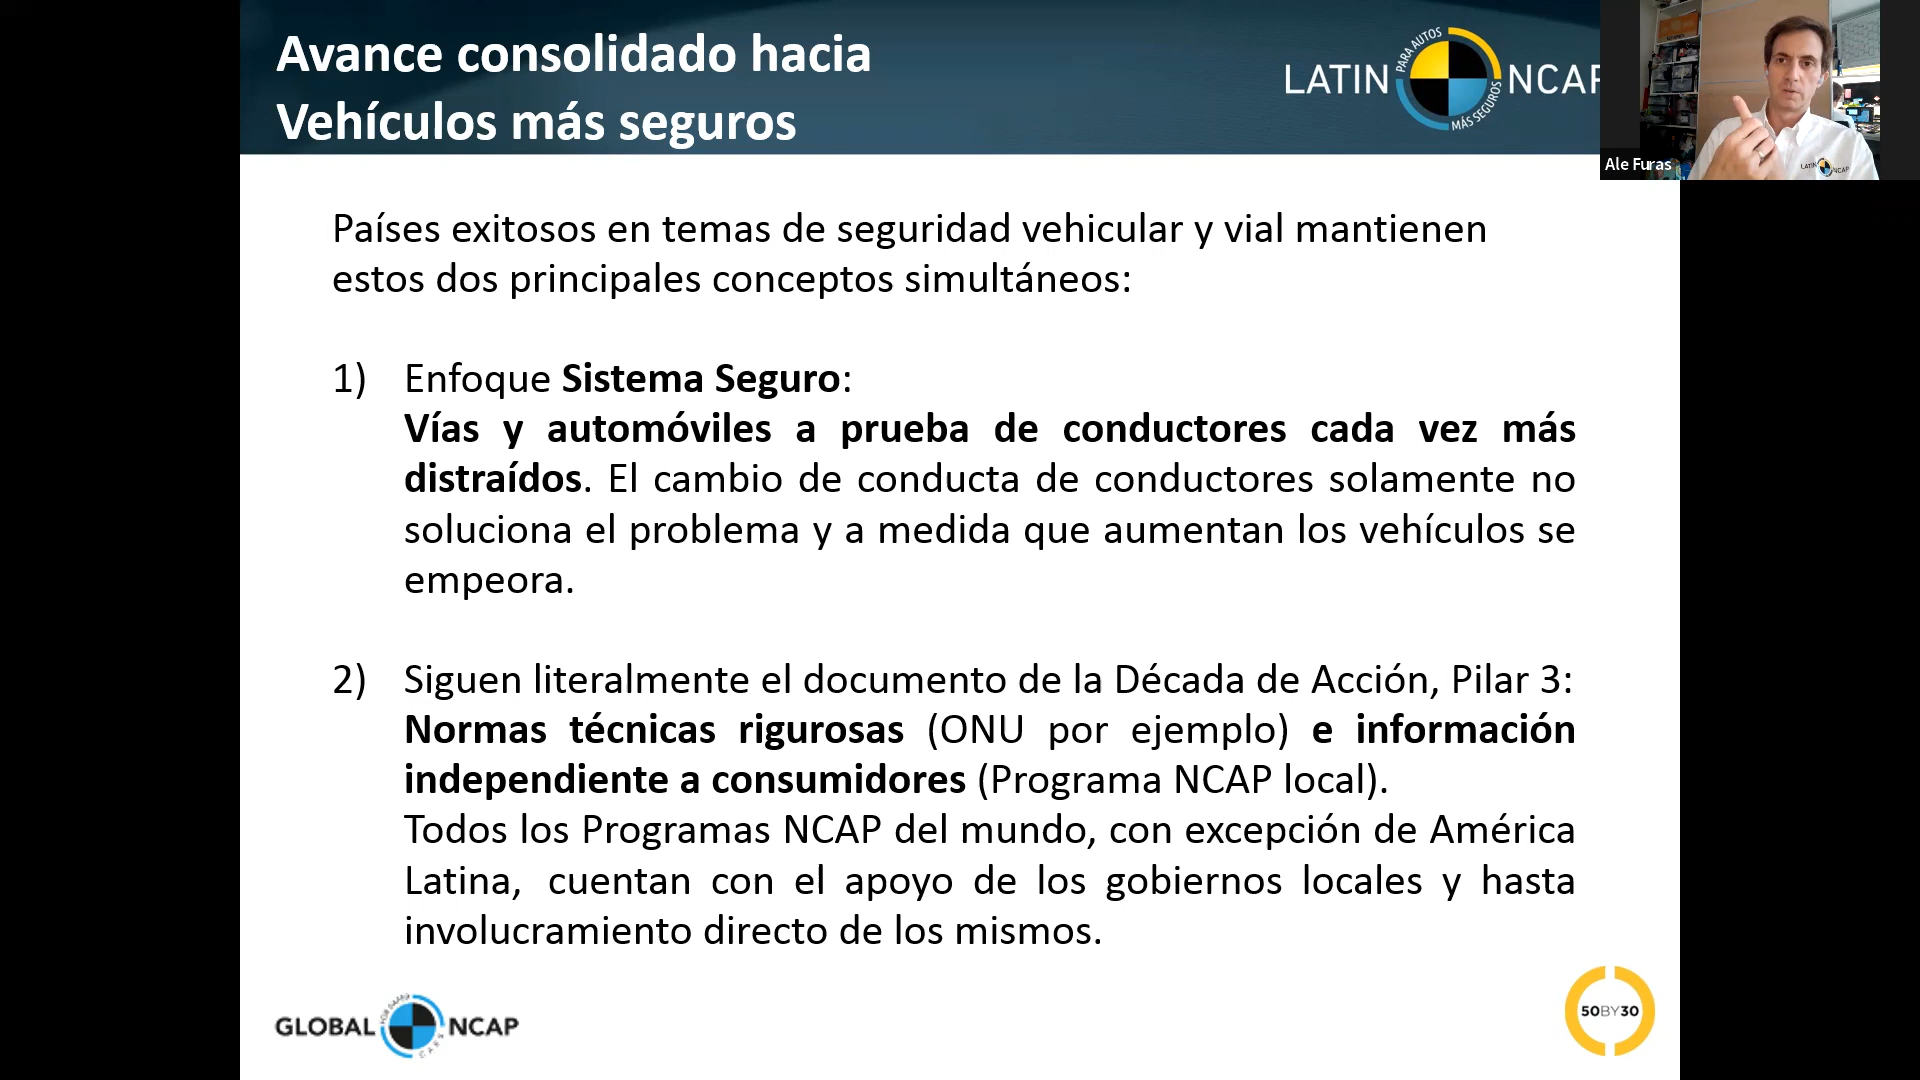 Avance consolidado hacia
Vehículos más seguros
LATIN
PARA AUTOS
MÁS SEGUROS
NCAP
Ale Furas
LATIN NCAP
Países exitosos en temas de seguridad vehicular y vial mantienen
estos dos principales conceptos simultáneos:
1) Enfoque Sistema Seguro:
Vías y automóviles a prueba de conductores cada vez más
distraídos. El cambio de conducta de conductores solamente no
soluciona el problema y a medida que aumentan los vehículos se
empeora.
2) Siguen literalmente el documento de la Década de Acción, Pilar 3:
Normas técnicas rigurosas (ONU por ejemplo) e información
independiente a consumidores (Programa NCAP local).
Todos los Programas NCAP del mundo, con excepción de América
Latina, cuentan con el apoyo de los gobiernos locales y hasta
involucramiento directo de los mismos.
GLOBAL NCAP
50BY30